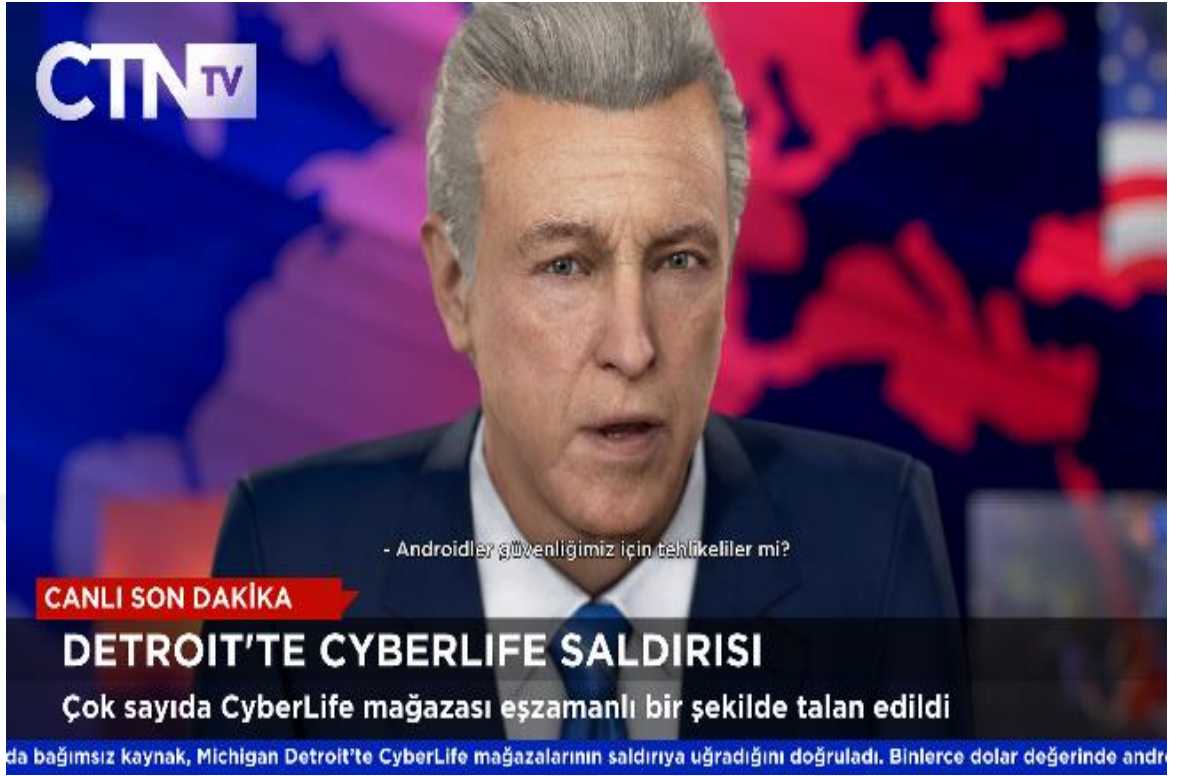 CTN TV
- Androidler güvenliğimiz için tehlikeliler mi?
CANLI SON DAKİKA
DETROIT'TE CYBERLIFE SALDIRISI
Çok sayıda CyberLife mağazası eşzamanlı bir şekilde talan edildi
da bağımsız kaynak, Michigan Detroit'te CyberLife mağazalarının saldırıya uğradığını doğruladı. Binlerce dolar değerinde andr